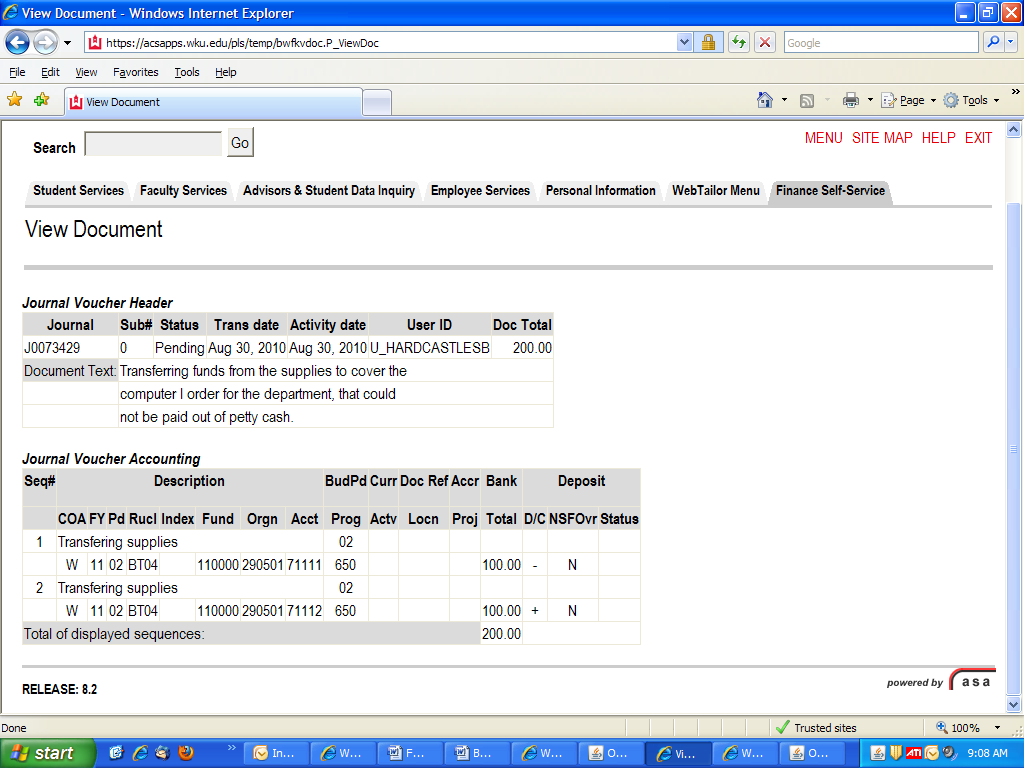 View Document - Windows Internet Explorer
https://acsapps.wku.edu/pls/temp/bwfkvdoc.P_ViewDoc
Google
File Edit View Favorites Tools Help
View Document
Page Tools »
Search Go
MENU SITE MAP HELP EXIT
Student Services Faculty Services Advisors & Student Data Inquiry Employee Services Personal Information WebTailor Menu Finance Self-Service
View Document
Journal Voucher Header
Journal Sub# Status Trans date Activity date User ID Doc Total
J0073429 0 Pending Aug 30, 2010 Aug 30, 2010 U_HARDCASTLESB 200.00
Document Text: Transferring funds from the supplies to cover the
computer I order for the department, that could
not be paid out of petty cash.
Journal Voucher Accounting
Seq# Description BudPd Curr Doc Ref Accr Bank Deposit
COA FY Pd Rucl Index Fund Orgn Acct Prog Actv Locn Proj Total D/C NSFOvr Status
1 Transfering supplies 02
W 11 02 BT04 110000 290501 71111 650 100.00 - N
2 Transfering supplies 02
W 11 02 BT04 110000 290501 71112 650 100.00 + N
Total of displayed sequences: 200.00
RELEASE: 8.2
powered by asa
Done Trusted sites 100%
start » In... W... F... B... W... O... Vi... W... O... ATI 9:08 AM